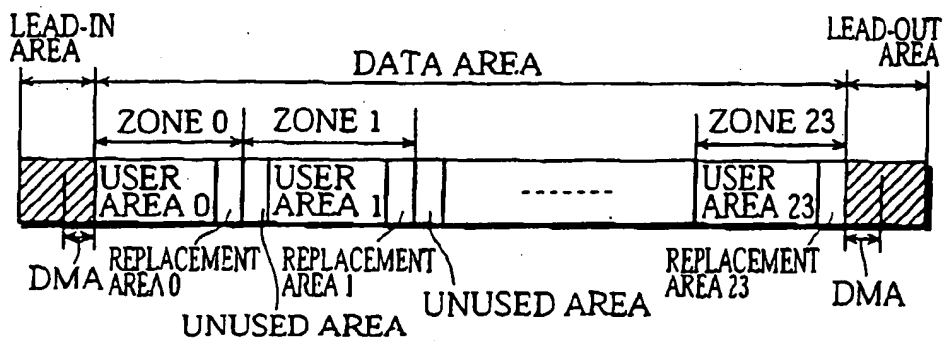 LEAD-IN
AREA
LEAD-OUT
AREA
DATA AREA
ZONE 0
ZONE 1
ZONE 23
USER
AREA 0
USER
AREA 1
USER
AREA 23
DMA
REPLACEMENT
AREA 0
REPLACEMENT
AREA 1
REPLACEMENT
AREA 23
DMA
UNUSED AREA
UNUSED AREA